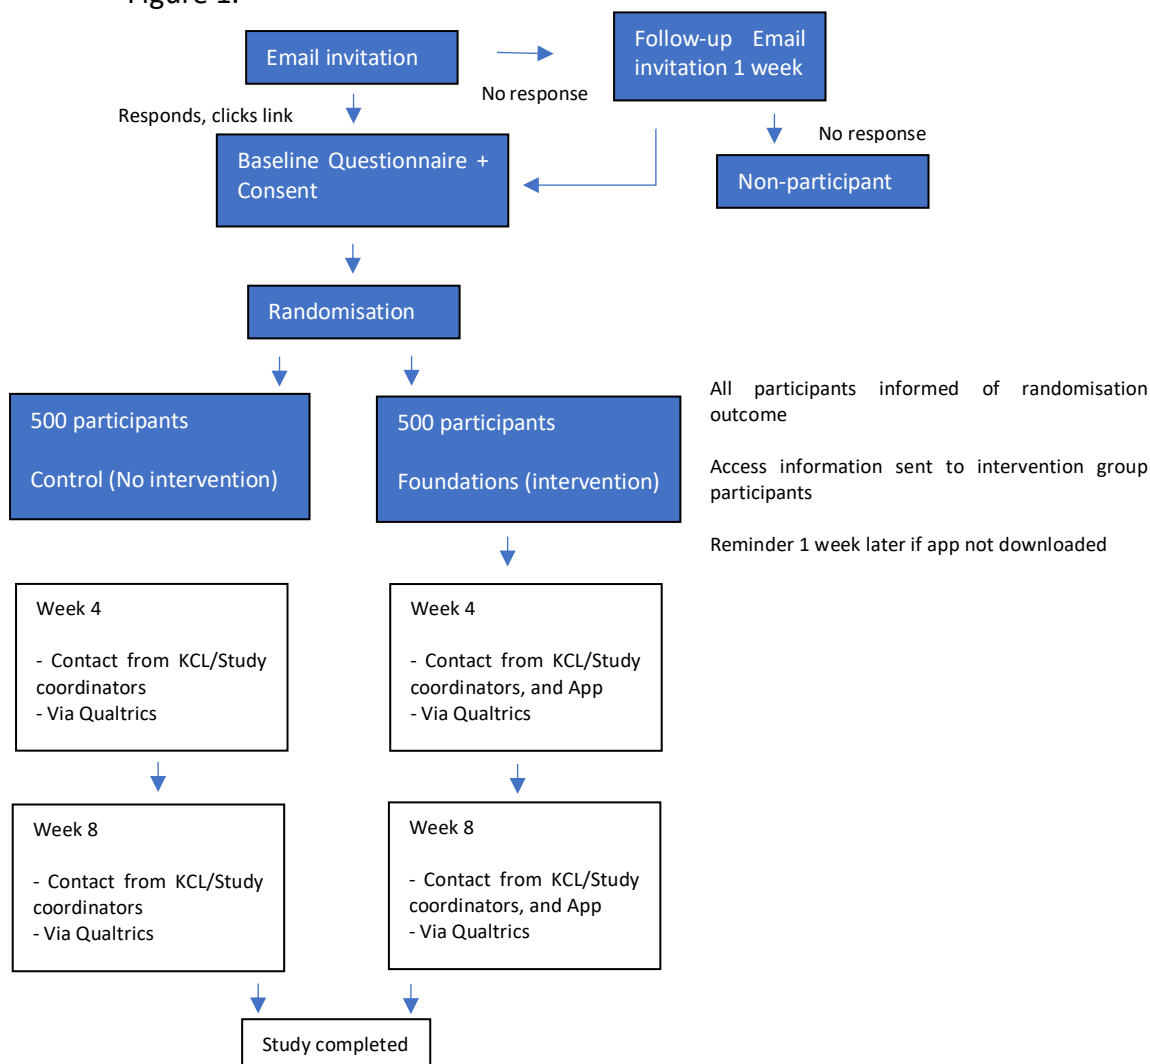 Figure 1.
Email invitation
Follow-up Email
invitation 1 week
No response
Responds, clicks link
No response
Baseline Questionnaire +
Consent
Non-participant
Randomisation
500 participants
Control (No intervention)
500 participants
Foundations (intervention)
All participants informed of randomisation
outcome
Access information sent to intervention group
participants
Reminder 1 week later if app not downloaded
Week 4
- Contact from KCL/Study
coordinators
- Via Qualtrics
Week 4
- Contact from KCL/Study
coordinators, and App
- Via Qualtrics
Week 8
- Contact from KCL/Study
coordinators
- Via Qualtrics
Week 8
- Contact from KCL/Study
coordinators, and App
- Via Qualtrics
Study completed